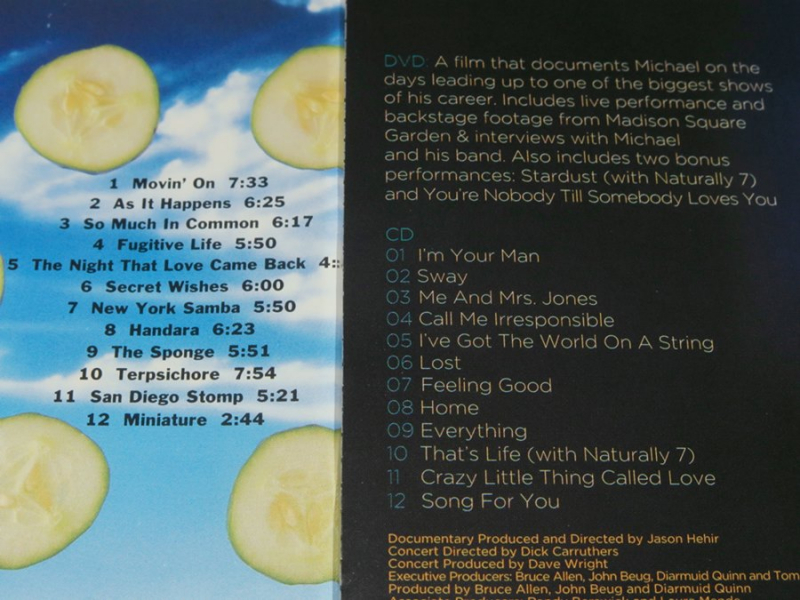 1 Movin' On 7:33
2 As It Happens 6:25
3 So Much In Common 6:17
4 Fugitive Life 5:50
5 The Night That Love Came Back 4:
6 Secret Wishes 6:00
7 New York Samba 5:50
8 Handara 6:23
9 The Sponge 5:51
10 Terpsichore 7:54
11 San Diego Stomp 5:21
12 Miniature 2:44
DVD: A film that documents Michael on the
days leading up to one of the biggest shows
of his career. Includes live performance and
backstage footage from Madison Square
Garden & interviews with Michael
and his band. Also includes two bonus
performances: Stardust (with Naturally 7)
and You're Nobody Till Somebody Loves You
CD
01 I'm Your Man
02 Sway
03 Me And Mrs. Jones
04 Call Me Irresponsible
05 I've Got The World On A String
06 Lost
07 Feeling Good
08 Home
09 Everything
10 That's Life (with Naturally 7)
11 Crazy Little Thing Called Love
12 Song For You
Documentary Produced and Directed by Jason Hehir
Concert Directed by Dick Carruthers
Concert Produced by Dave Wright
Executive Producers: Bruce Allen, John Beug, Diarmuid Quinn and Tom
Produced by Bruce Allen, John Beug and Diarmuid Quinn